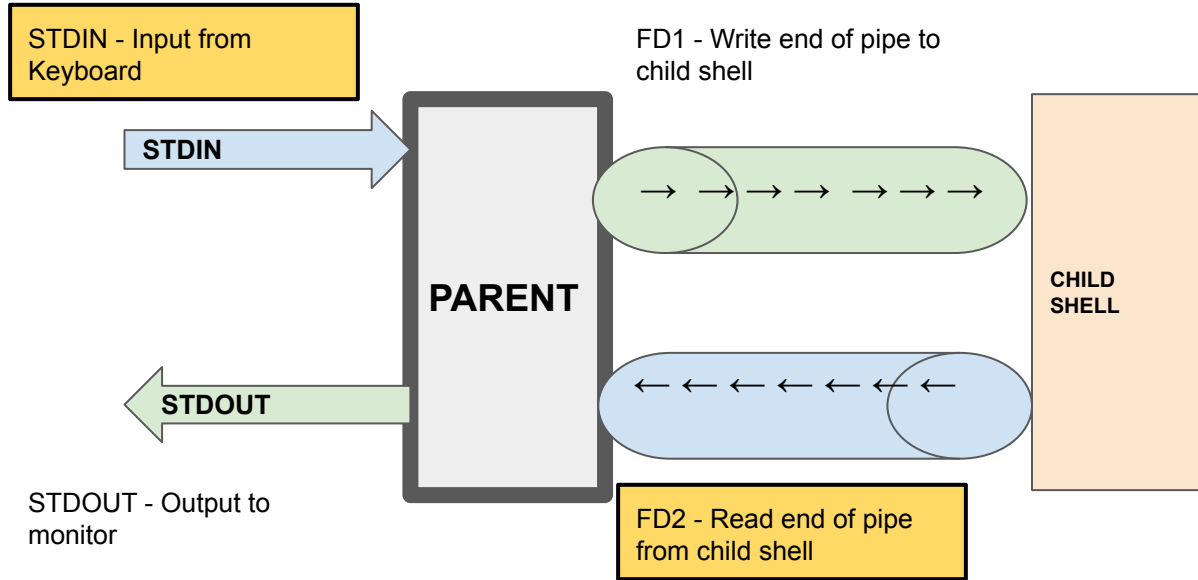 STDIN - Input from
Keyboard
FD1 - Write end of pipe to
child shell
STDIN
→ → → → → → →
PARENT
CHILD
SHELL
← ← ← ← ← ← ←
STDOUT
STDOUT - Output to
monitor
FD2 - Read end of pipe
from child shell